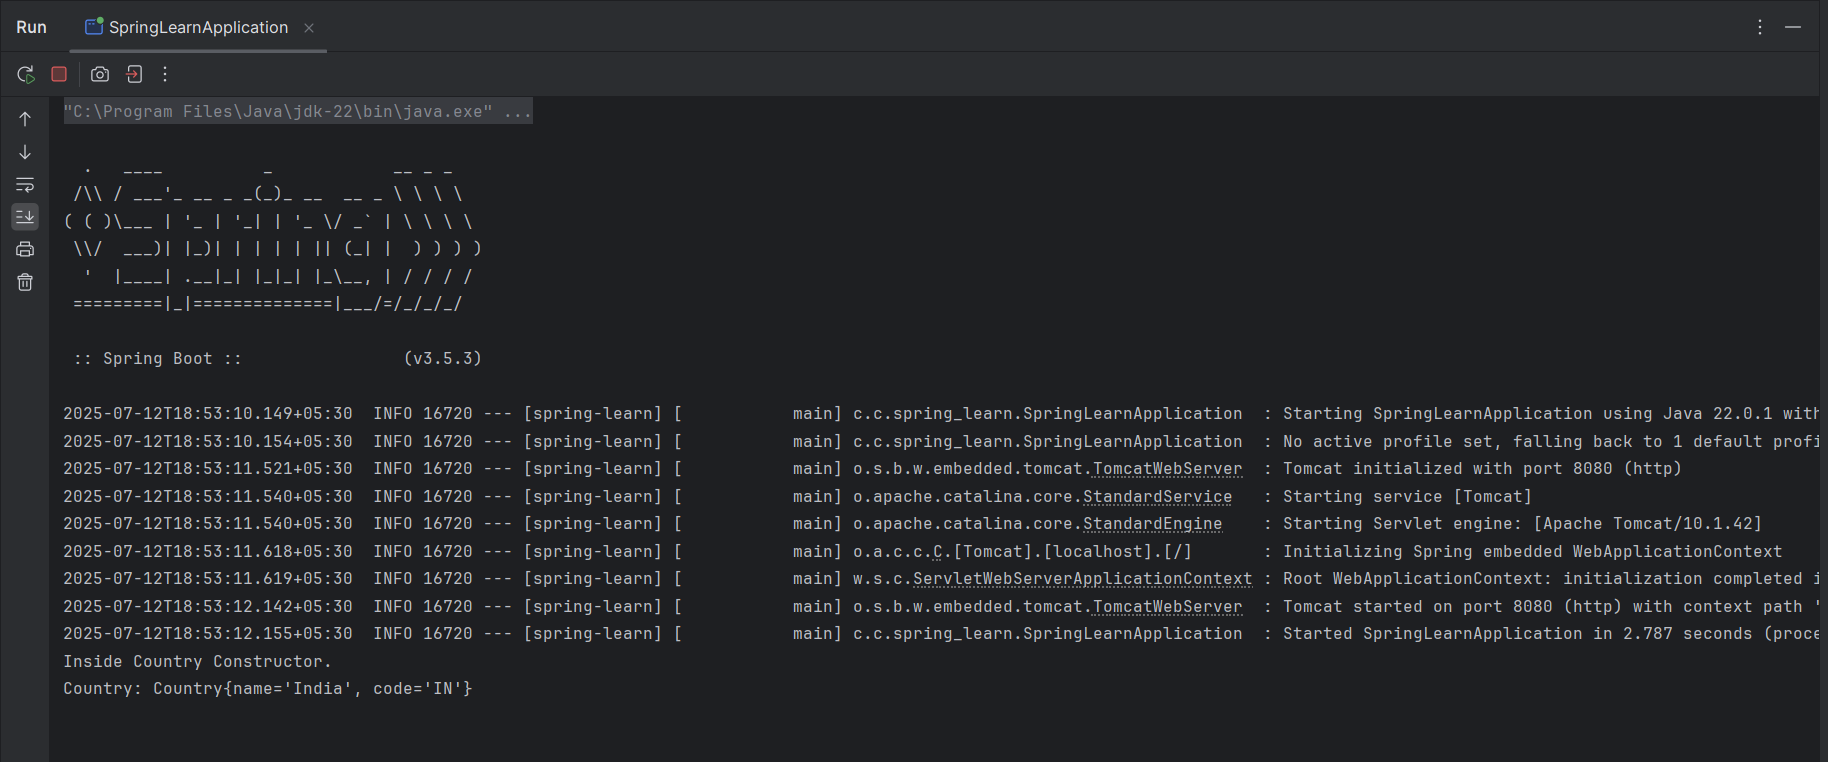 Run SpringLearnApplication
"C:\Program Files\Java\jdk-22\bin\java.exe" ...
  .   ____          _            __ _ _
 /\\ / ___'_ __ _ _(_)_ __  __ _ \ \ \ \
( ( )\___ | '_ | '_| | '_ \/ _` | \ \ \ \
 \\/  ___)| |_)| | | | | || (_| |  ) ) ) )
  '  |____| .__|_| |_|_| |_\__, | / / / /
 =========|_|==============|___/=/_/_/_/
 :: Spring Boot ::                (v3.5.3)
2025-07-12T18:53:10.149+05:30  INFO 16720 --- [spring-learn] [           main] c.c.spring_learn.SpringLearnApplication  : Starting SpringLearnApplication using Java 22.0.1 with
2025-07-12T18:53:10.154+05:30  INFO 16720 --- [spring-learn] [           main] c.c.spring_learn.SpringLearnApplication  : No active profile set, falling back to 1 default profi
2025-07-12T18:53:11.521+05:30  INFO 16720 --- [spring-learn] [           main] o.s.b.w.embedded.tomcat.TomcatWebServer  : Tomcat initialized with port 8080 (http)
2025-07-12T18:53:11.540+05:30  INFO 16720 --- [spring-learn] [           main] o.apache.catalina.core.StandardService   : Starting service [Tomcat]
2025-07-12T18:53:11.540+05:30  INFO 16720 --- [spring-learn] [           main] o.apache.catalina.core.StandardEngine    : Starting Servlet engine: [Apache Tomcat/10.1.42]
2025-07-12T18:53:11.618+05:30  INFO 16720 --- [spring-learn] [           main] o.a.c.c.C.[Tomcat].[localhost].[/]       : Initializing Spring embedded WebApplicationContext
2025-07-12T18:53:11.619+05:30  INFO 16720 --- [spring-learn] [           main] w.s.c.ServletWebServerApplicationContext : Root WebApplicationContext: initialization completed i
2025-07-12T18:53:12.142+05:30  INFO 16720 --- [spring-learn] [           main] o.s.b.w.embedded.tomcat.TomcatWebServer  : Tomcat started on port 8080 (http) with context path '
2025-07-12T18:53:12.155+05:30  INFO 16720 --- [spring-learn] [           main] c.c.spring_learn.SpringLearnApplication  : Started SpringLearnApplication in 2.787 seconds (proce
Inside Country Constructor.
Country: Country{name='India', code='IN'}